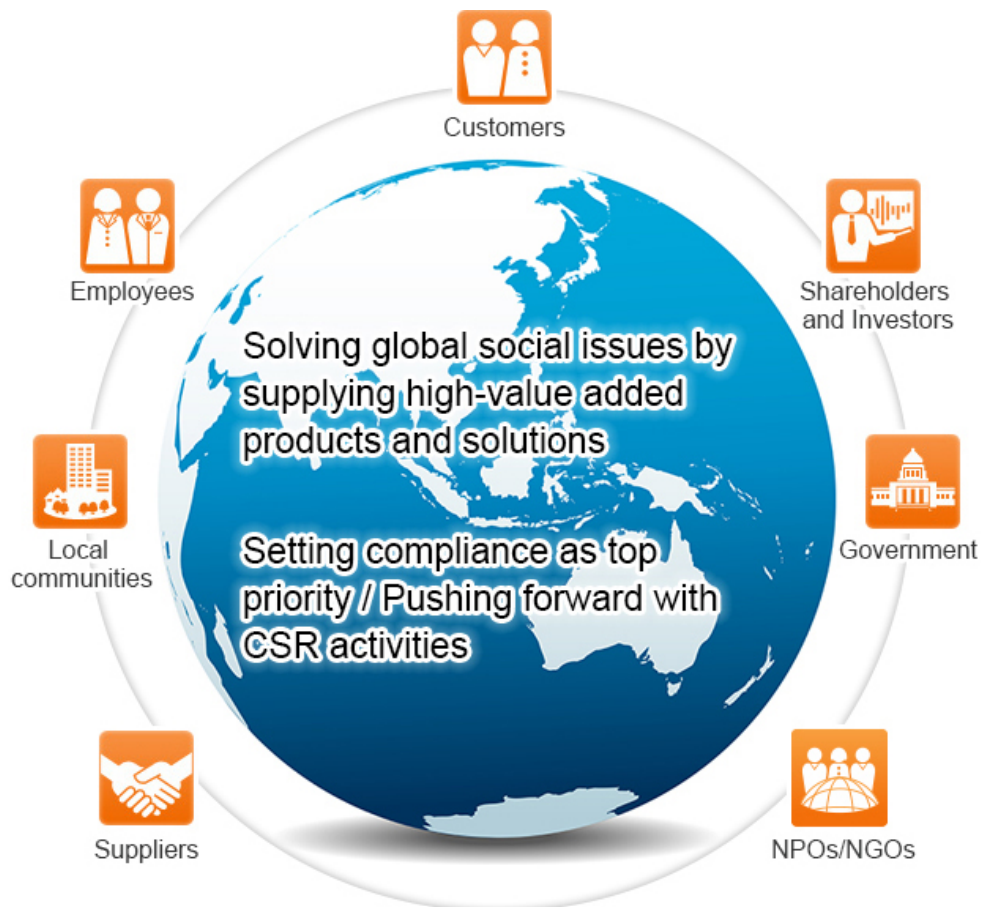 Customers
Employees
Shareholders
and Investors
Solving global social issues by
supplying high-value added
products and solutions
Local
communities
Government
Setting compliance as top
priority / Pushing forward with
CSR activities
Suppliers
NPOs/NGOs